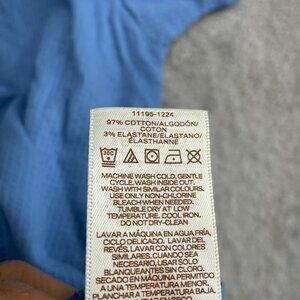 11195-1224
97% COTTON/ALGODÓN/
COTON
3% ELASTANE/ELASTANO/
ÉLASTHANNE
MACHINE WASH COLD, GENTLE
CYCLE. WASH INSIDE OUT.
WASH WITH SIMILAR COLOURS.
USE ONLY NON-CHLORINE
BLEACH WHEN NEEDED.
TUMBLE DRY AT LOW
TEMPERATURE. COOL IRON.
DO NOT DRY-CLEAN
LAVAR A MÁQUINA EN AGUA FRÍA,
CICLO DELICADO. LAVAR DEL
REVÉS. LAVAR CON COLORES
SIMILARES. CUANDO SEA
NECESARIO, USAR SOLO
BLANQUEANTES SIN CLORO.
SECADO EN MÁQUINA PERMITIDO
A UNA TEMPERATURA MENOR.
PLANCHAR A TEMPERATURA BAJA.